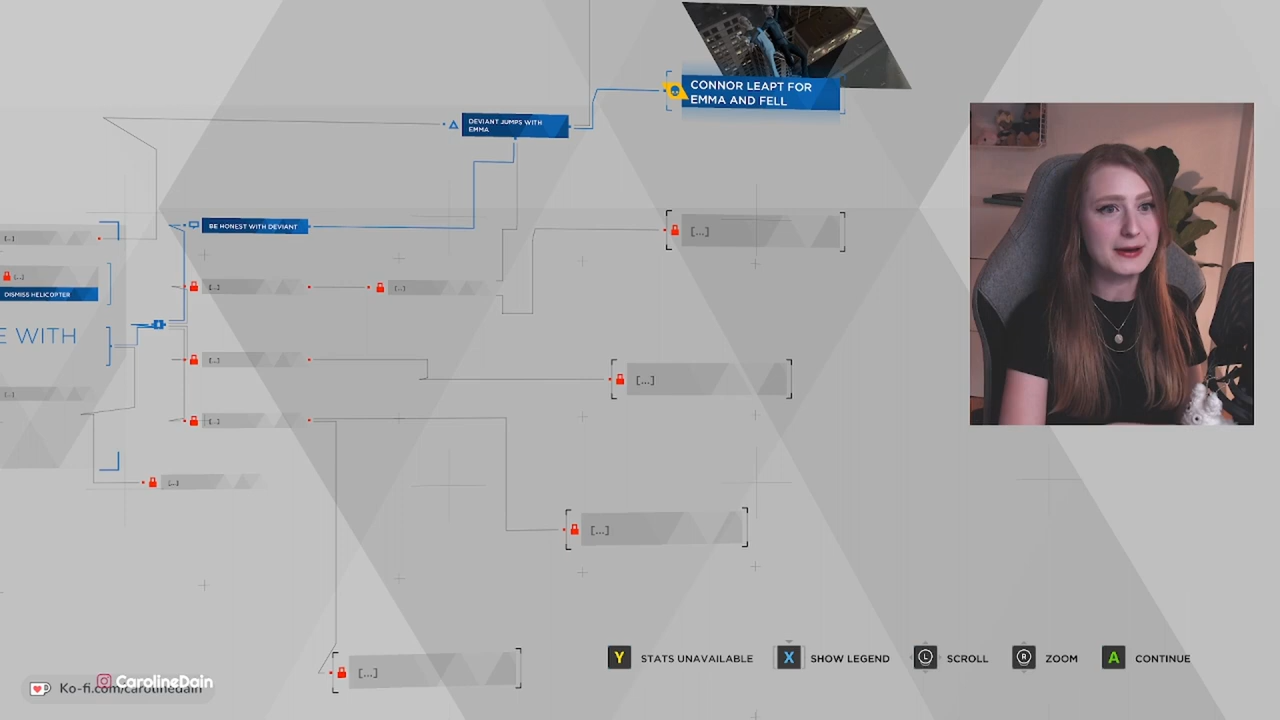 CONNOR LEAPT FOR
EMMA AND FELL
DEVIANT JUMPS WITH
EMMA
BE HONEST WITH DEVIANT
[...]
[...]
[...]
DISMISS HELICOPTER
[...]
[...]
E WITH
[...]
[...]
[...]
[...]
[...]
[...]
[...]
Y STATS UNAVAILABLE
X SHOW LEGEND
L SCROLL
R ZOOM
A CONTINUE
CarolineDain
Ko-fi.com/carolinedain